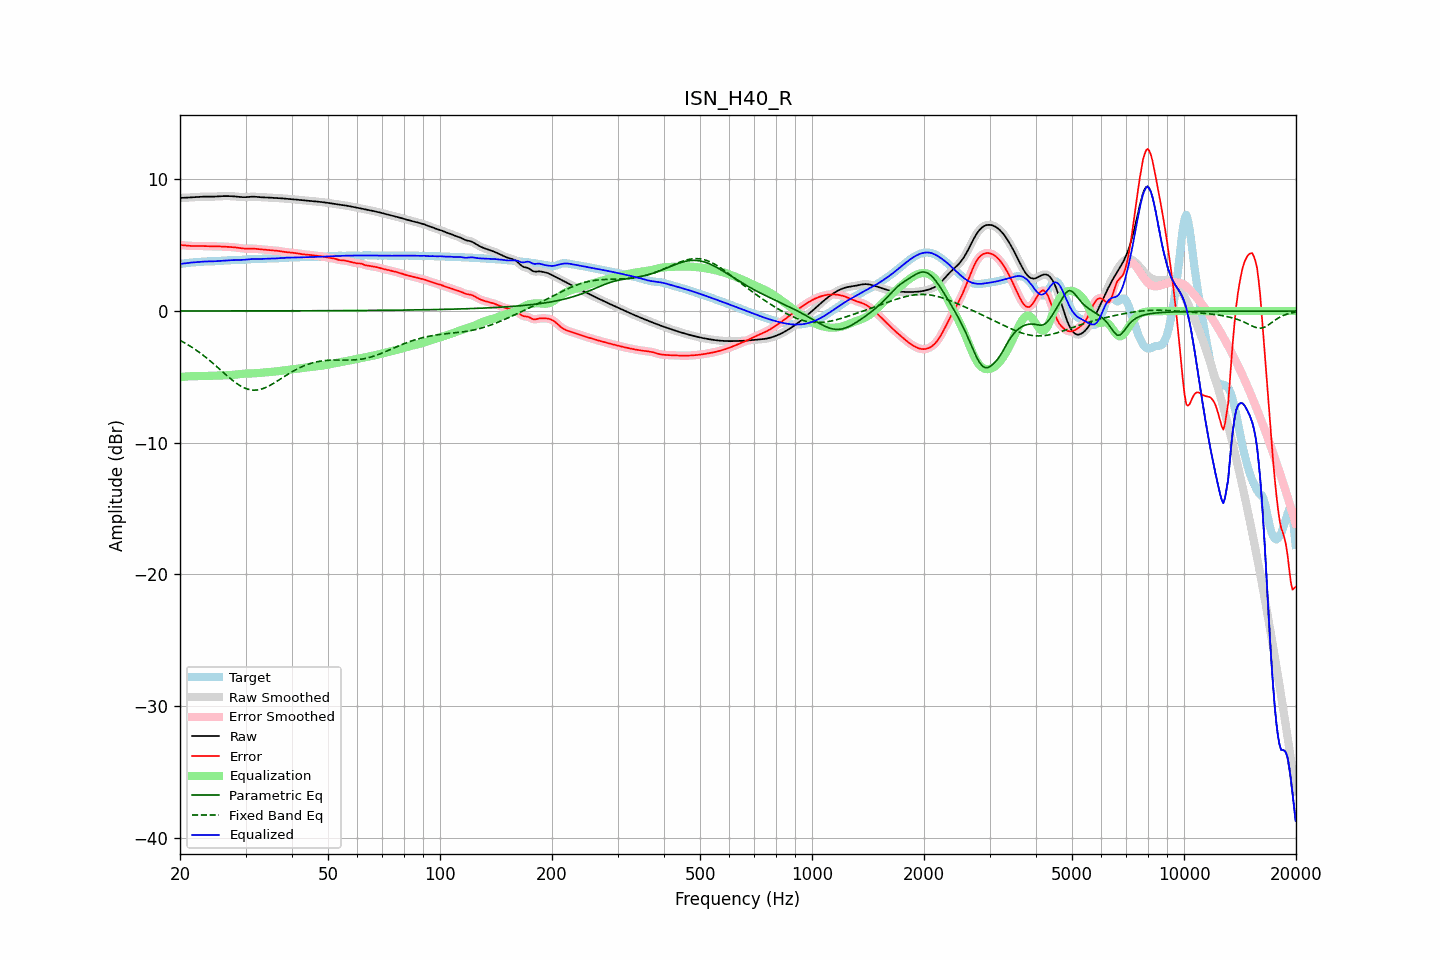 ISN_H40_R
10
0
−10
−20
−30
−40
Amplitude (dBr)
20
50
100
200
500
1000
2000
5000
10000
20000
Frequency (Hz)
Target
Raw Smoothed
Error Smoothed
Raw
Error
Equalization
Parametric Eq
Fixed Band Eq
Equalized